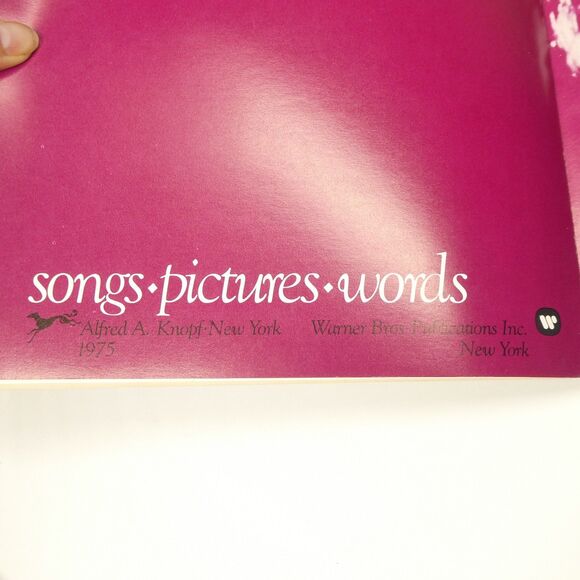 songs·pictures·words
Alfred A. Knopf·New York Warner Bros. Publications Inc.
1975 New York